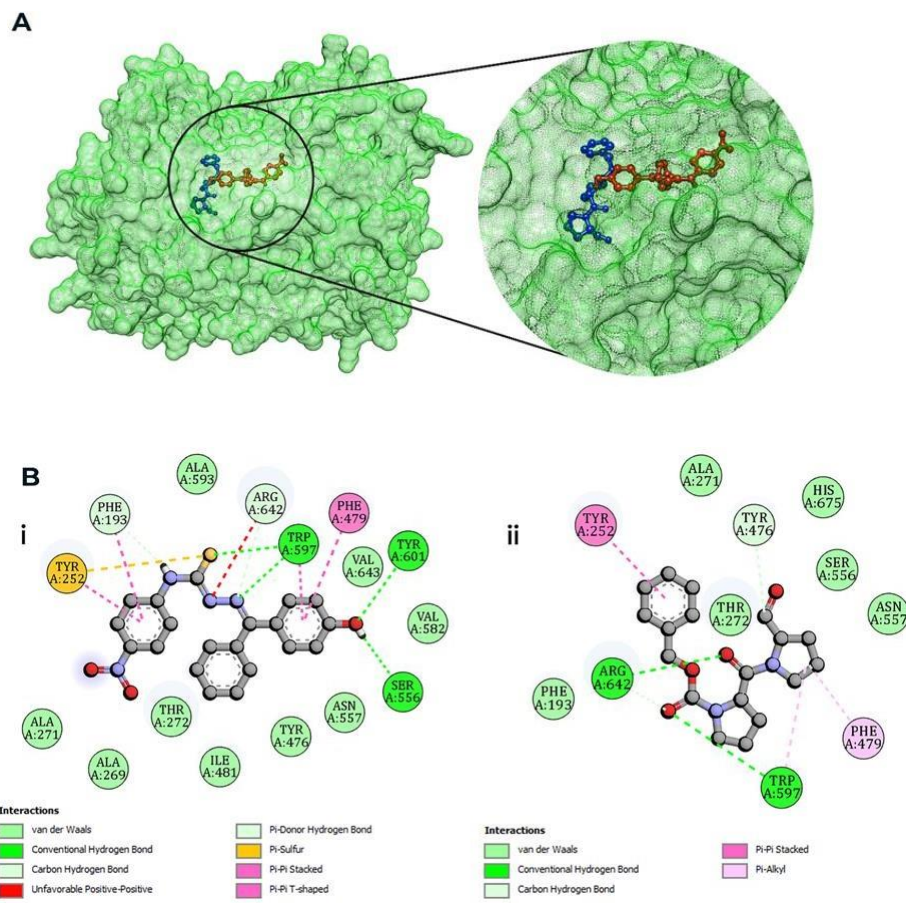 A
B
i
ALA
A:593
PHE
A:193
ARG
A:642
TRP
A:597
PHE
A:479
TYR
A:601
TYR
A:252
VAL
A:643
VAL
A:582
SER
A:556
ASN
A:557
TYR
A:476
THR
A:272
ILE
A:481
ALA
A:271
ALA
A:269
Interactions
van der Waals
Conventional Hydrogen Bond
Carbon Hydrogen Bond
Unfavorable Positive-Positive
Pi-Donor Hydrogen Bond
Pi-Sulfur
Pi-Pi Stacked
Pi-Pi T-shaped
ii
ALA
A:271
HIS
A:675
TYR
A:252
TYR
A:476
SER
A:556
THR
A:272
ASN
A:557
ARG
A:642
PHE
A:193
PHE
A:479
TRP
A:597
Interactions
van der Waals
Conventional Hydrogen Bond
Carbon Hydrogen Bond
Pi-Pi Stacked
Pi-Alkyl